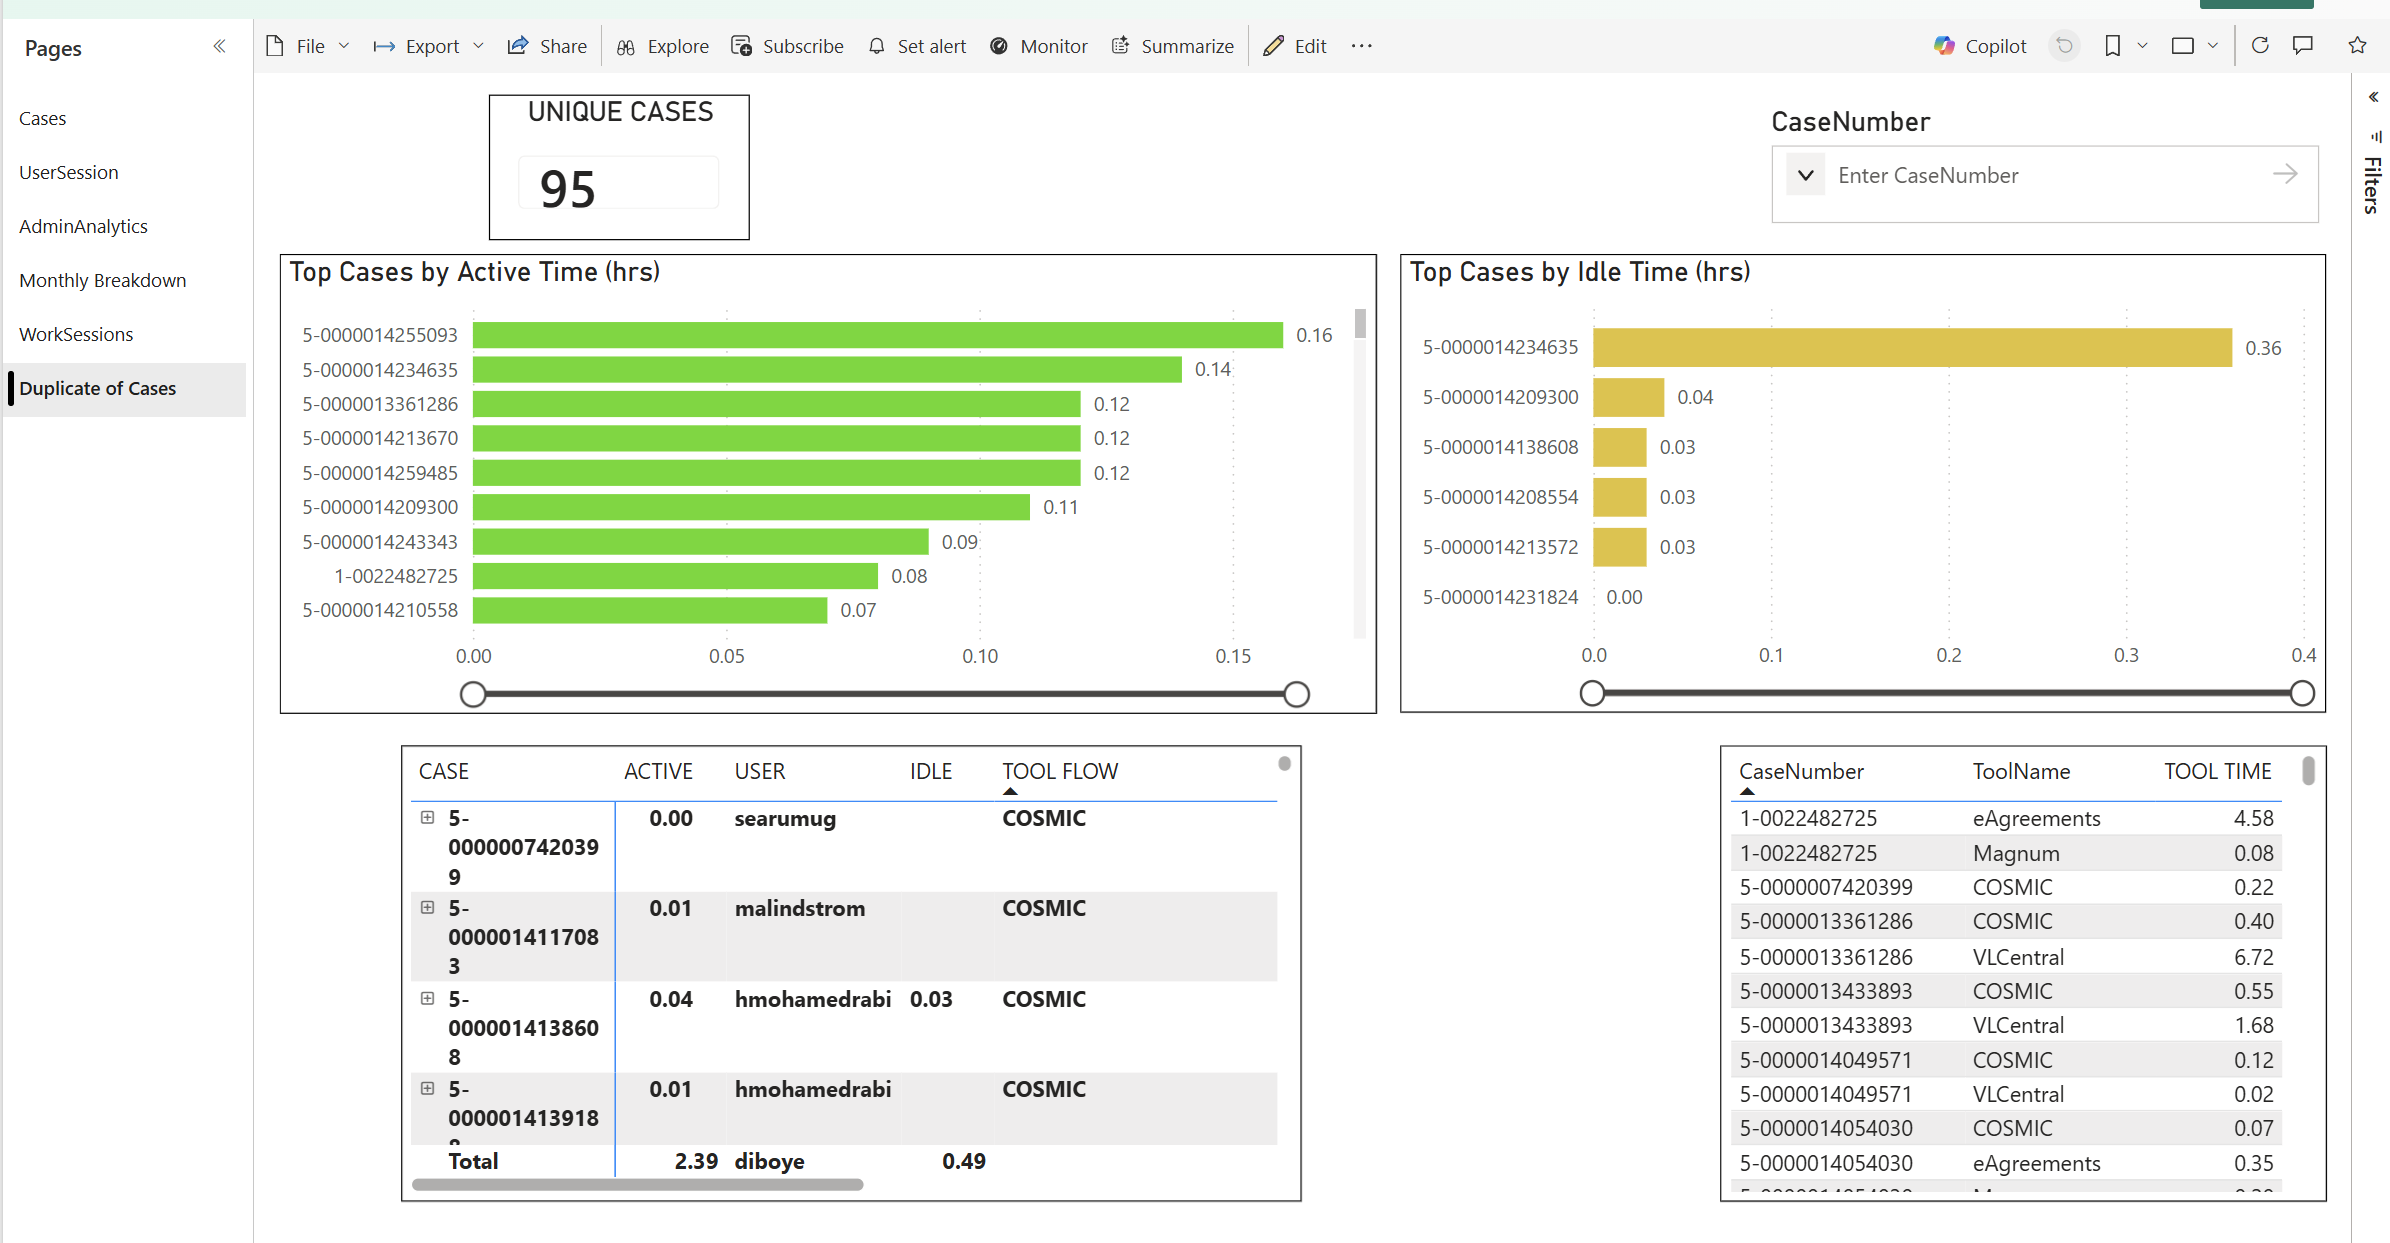 Pages
File
Export
Share
Explore
Subscribe
Set alert
Monitor
Summarize
Edit
Copilot
Cases
UserSession
AdminAnalytics
Monthly Breakdown
WorkSessions
Duplicate of Cases
UNIQUE CASES
95
CaseNumber
Enter CaseNumber
Filters
Top Cases by Active Time (hrs)
5-0000014255093 0.16
5-0000014234635 0.14
5-0000013361286 0.12
5-0000014213670 0.12
5-0000014259485 0.12
5-0000014209300 0.11
5-0000014243343 0.09
1-0022482725 0.08
5-0000014210558 0.07
0.00 0.05 0.10 0.15
Top Cases by Idle Time (hrs)
5-0000014234635 0.36
5-0000014209300 0.04
5-0000014138608 0.03
5-0000014208554 0.03
5-0000014213572 0.03
5-0000014231824 0.00
0.0 0.1 0.2 0.3 0.4
CASE ACTIVE USER IDLE TOOL FLOW
5- 0.00 searumug COSMIC
000000742039
9
5- 0.01 malindstrom COSMIC
000001411708
3
5- 0.04 hmohamedrabi 0.03 COSMIC
000001413860
8
5- 0.01 hmohamedrabi COSMIC
000001413918
Total 2.39 diboye 0.49
CaseNumber ToolName TOOL TIME
1-0022482725 eAgreements 4.58
1-0022482725 Magnum 0.08
5-0000007420399 COSMIC 0.22
5-0000013361286 COSMIC 0.40
5-0000013361286 VLCentral 6.72
5-0000013433893 COSMIC 0.55
5-0000013433893 VLCentral 1.68
5-0000014049571 COSMIC 0.12
5-0000014049571 VLCentral 0.02
5-0000014054030 COSMIC 0.07
5-0000014054030 eAgreements 0.35